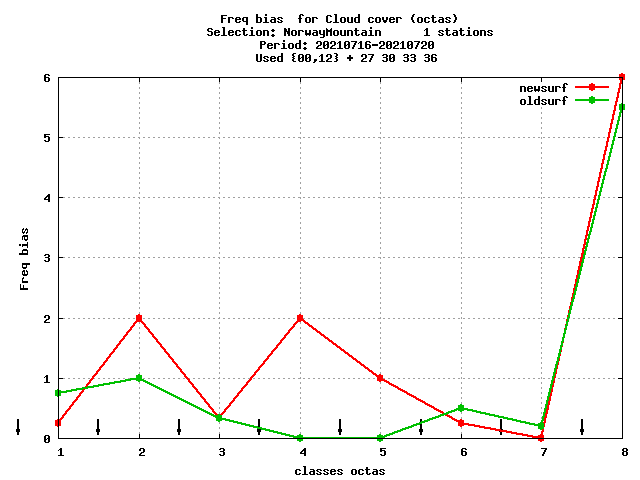 Freq bias  for Cloud cover (octas)
Selection: NorwayMountain      1 stations
Period: 20210716-20210720
Used {00,12} + 27 30 33 36
newsurf
oldsurf
6
5
4
3
2
1
0
Freq bias
1 2 3 4 5 6 7 8
classes octas